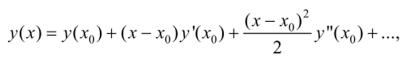 y(x) = y(x₀) + (x − x₀)y'(x₀) + (x − x₀)²/2 y"(x₀) + ...,